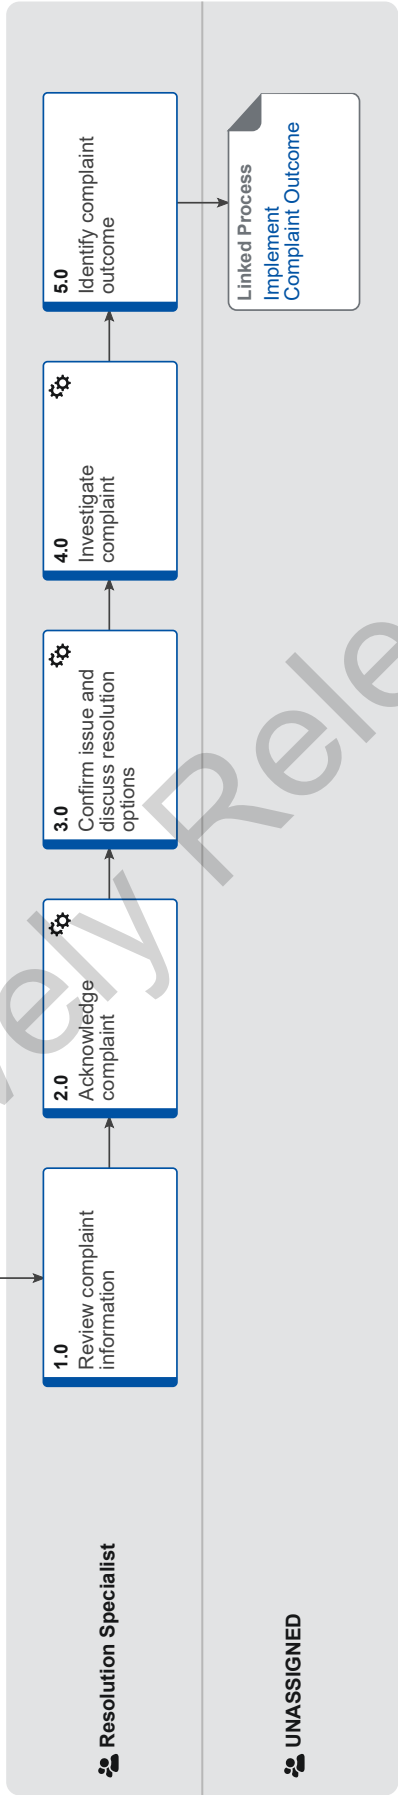 Resolution Specialist
1.0
Review complaint
information
2.0
Acknowledge
complaint
3.0
Confirm issue and
discuss resolution
options
4.0
Investigate
complaint
5.0
Identify complaint
outcome
UNASSIGNED
Linked Process
Implement
Complaint Outcome